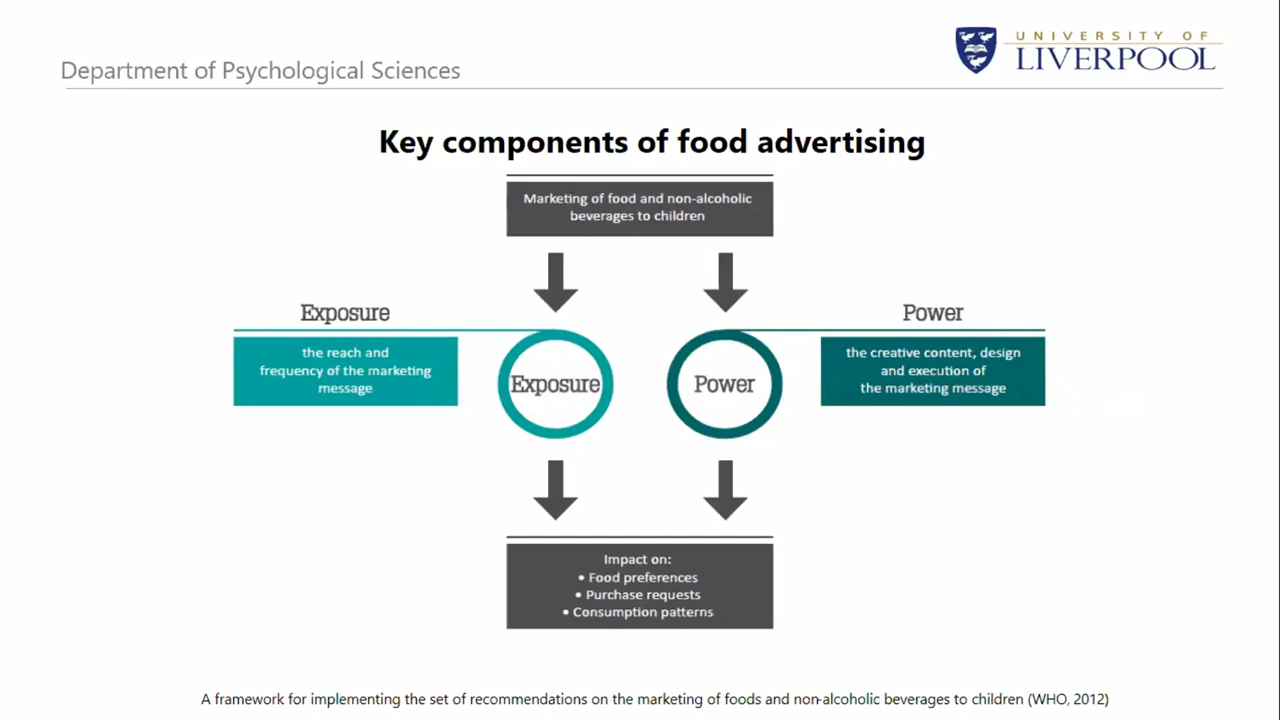 Department of Psychological Sciences
UNIVERSITY OF
LIVERPOOL
Key components of food advertising
Marketing of food and non-alcoholic
beverages to children
Exposure
the reach and
frequency of the marketing
message
Exposure
Power
Power
the creative content, design
and execution of
the marketing message
Impact on:
• Food preferences
• Purchase requests
• Consumption patterns
A framework for implementing the set of recommendations on the marketing of foods and non-alcoholic beverages to children (WHO, 2012)